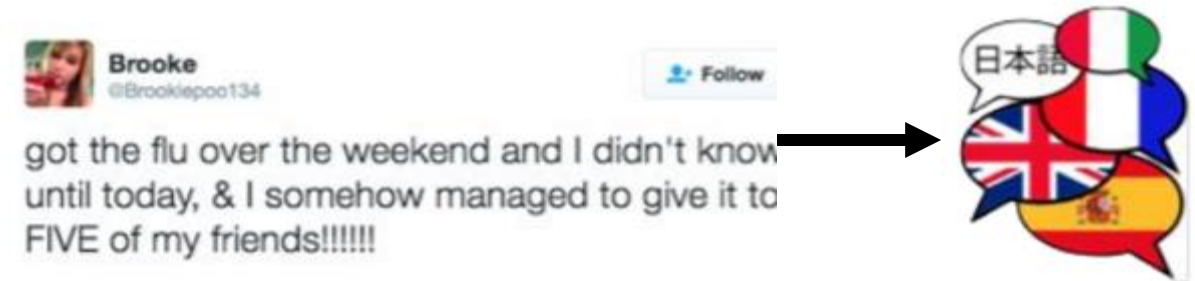 Brooke
@Brookiepoo134
Follow
got the flu over the weekend and I didn't know
until today, & I somehow managed to give it to
FIVE of my friends!!!!!!
日本語